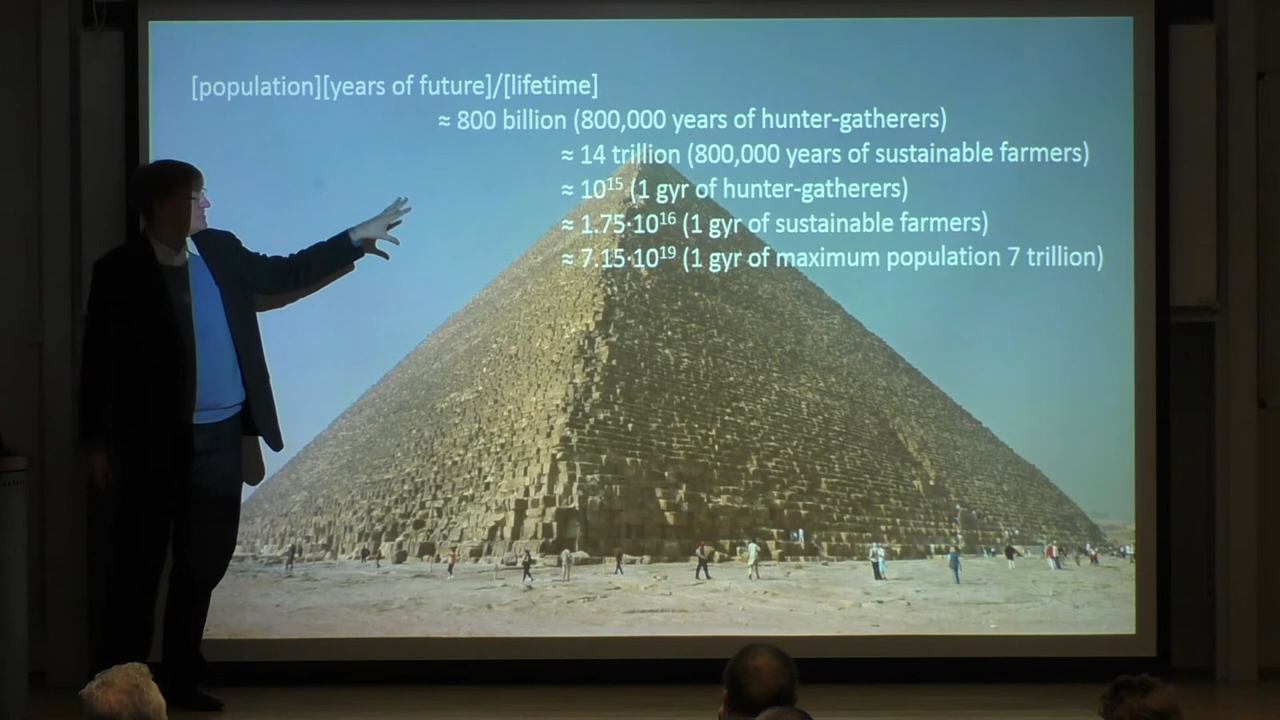 [population][years of future]/[lifetime]
≈ 800 billion (800,000 years of hunter-gatherers)
≈ 14 trillion (800,000 years of sustainable farmers)
≈ 10¹⁵ (1 gyr of hunter-gatherers)
≈ 1.75·10¹⁶ (1 gyr of sustainable farmers)
≈ 7.15·10¹⁹ (1 gyr of maximum population 7 trillion)